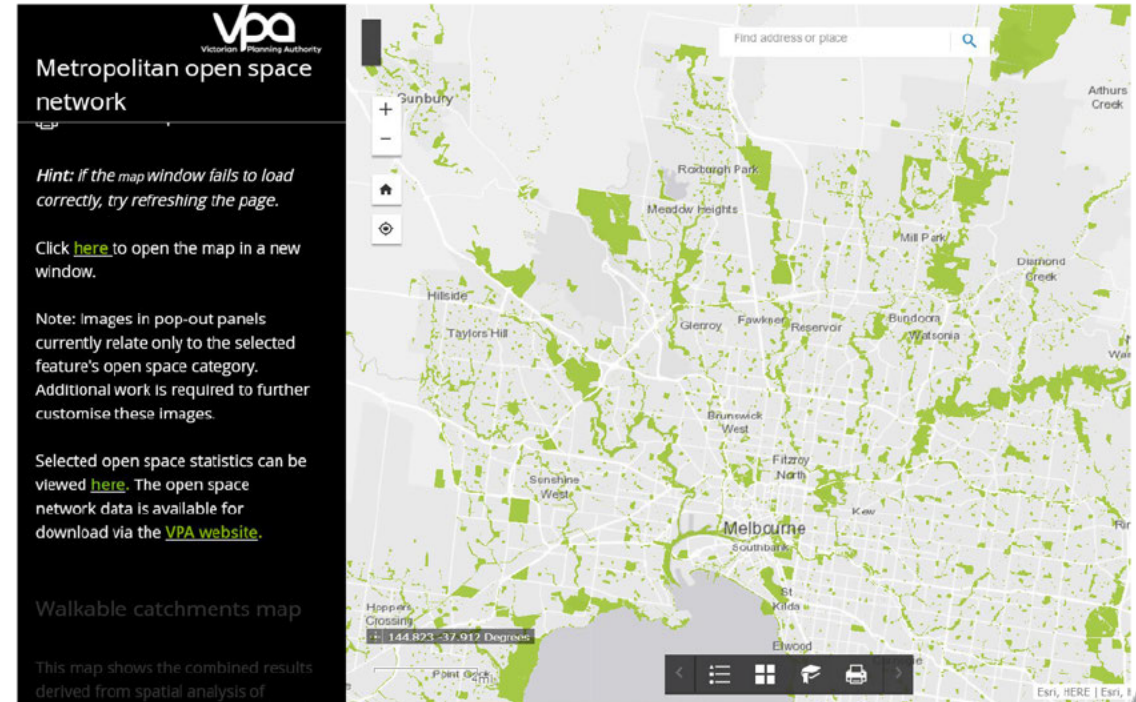 vpa
Victorian Planning Authority
Metropolitan open space
network
Hint: if the map window fails to load
correctly, try refreshing the page.
Click here to open the map in a new
window.
Note: Images in pop-out panels
currently relate only to the selected
feature's open space category.
Additional work is required to further
customise these images.
Selected open space statistics can be
viewed here. The open space
network data is available for
download via the VPA website.
Walkable catchments map
This map shows the combined results
derived from spatial analysis of
Find address or place
+
−
Sunbury
Arthurs
Creek
Roxburgh Park
Meadow Heights
Mill Park
Diamond
Creek
Hillside
Taylors Hill
Glenroy
Fawkner
Reservoir
Bundoora
Watsonia
Brunswick
West
Fitzroy
North
Sunshine
West
Kew
Melbourne
Southbank
St
Kilda
Hoppers
Crossing
144.823 -37.912 Degrees
Elwood
Point Cook
2mi
Esri, HERE | Esri,